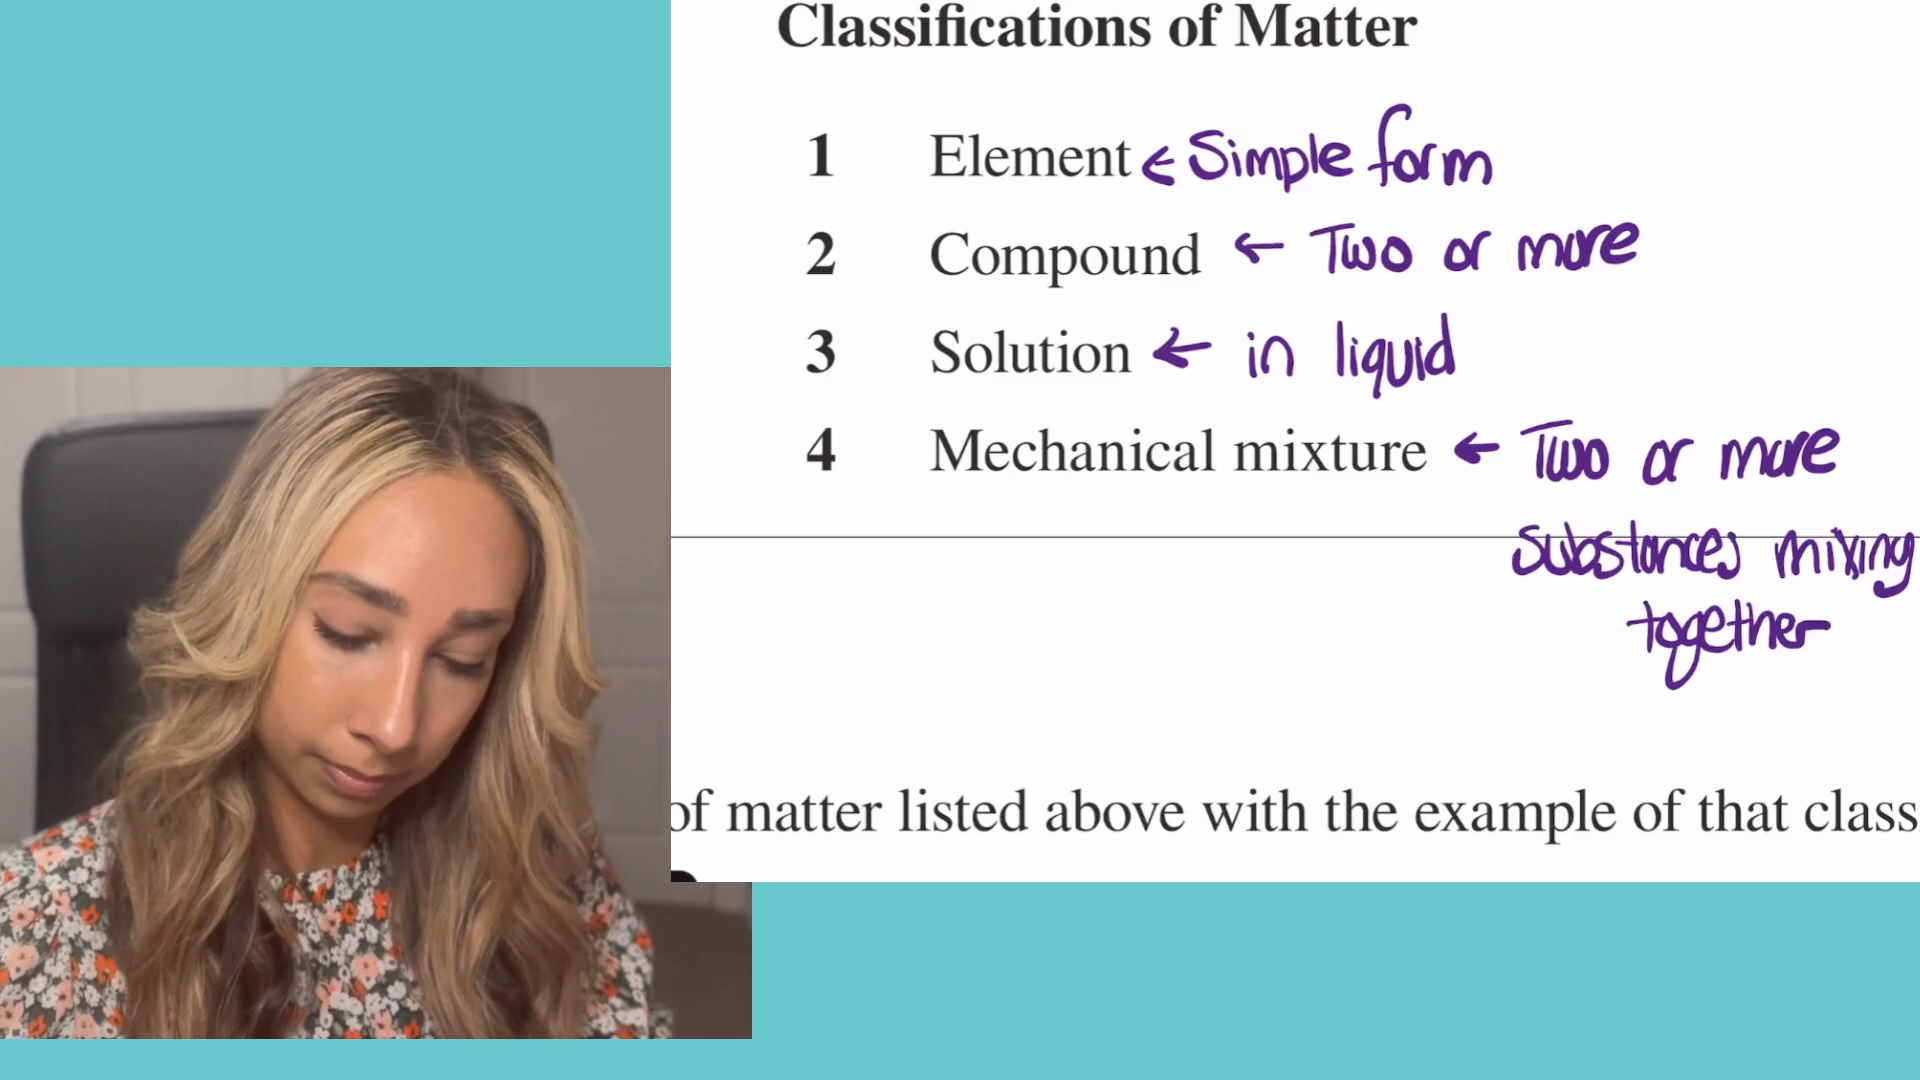 Classifications of Matter
1 Element ← Simple form
2 Compound ← Two or more
3 Solution ← in liquid
4 Mechanical mixture ← Two or more
substances mixing
together
of matter listed above with the example of that class